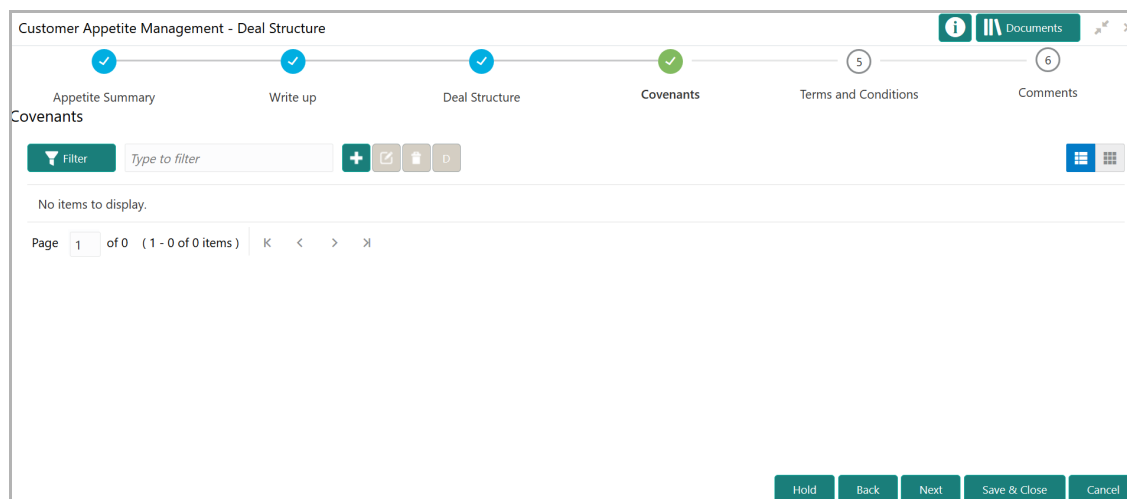 Customer Appetite Management - Deal Structure
i Documents
5 6
Appetite Summary Write up Deal Structure Covenants Terms and Conditions Comments
Covenants
Filter Type to filter D
No items to display.
Page 1 of 0 ( 1 - 0 of 0 items )
Hold Back Next Save & Close Cancel